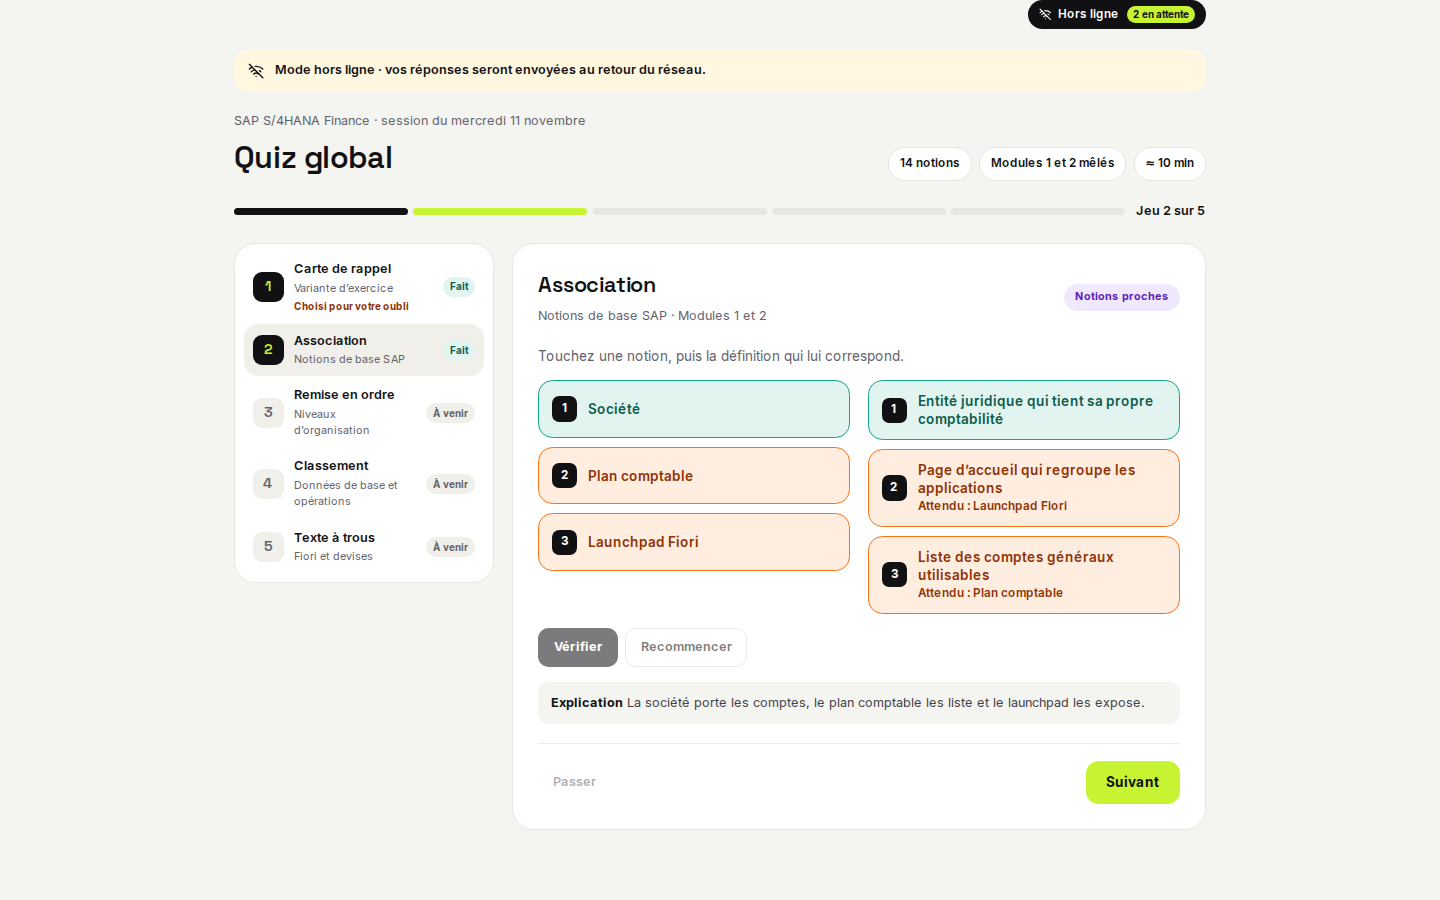 Hors ligne 2 en attente
Mode hors ligne · vos réponses seront envoyées au retour du réseau.
SAP S/4HANA Finance · session du mercredi 11 novembre
Quiz global
14 notions
Modules 1 et 2 mêlés
≈ 10 min
Jeu 2 sur 5
1
Carte de rappel
Variante d’exercice
Choisi pour votre oubli
Fait
2
Association
Notions de base SAP
Fait
3
Remise en ordre
Niveaux
d’organisation
À venir
4
Classement
Données de base et
opérations
À venir
5
Texte à trous
Fiori et devises
À venir
Association
Notions de base SAP · Modules 1 et 2
Notions proches
Touchez une notion, puis la définition qui lui correspond.
1 Société
2 Plan comptable
3 Launchpad Fiori
1
Entité juridique qui tient sa propre
comptabilité
2
Page d’accueil qui regroupe les
applications
Attendu : Launchpad Fiori
3
Liste des comptes généraux
utilisables
Attendu : Plan comptable
Vérifier
Recommencer
Explication La société porte les comptes, le plan comptable les liste et le launchpad les expose.
Passer
Suivant